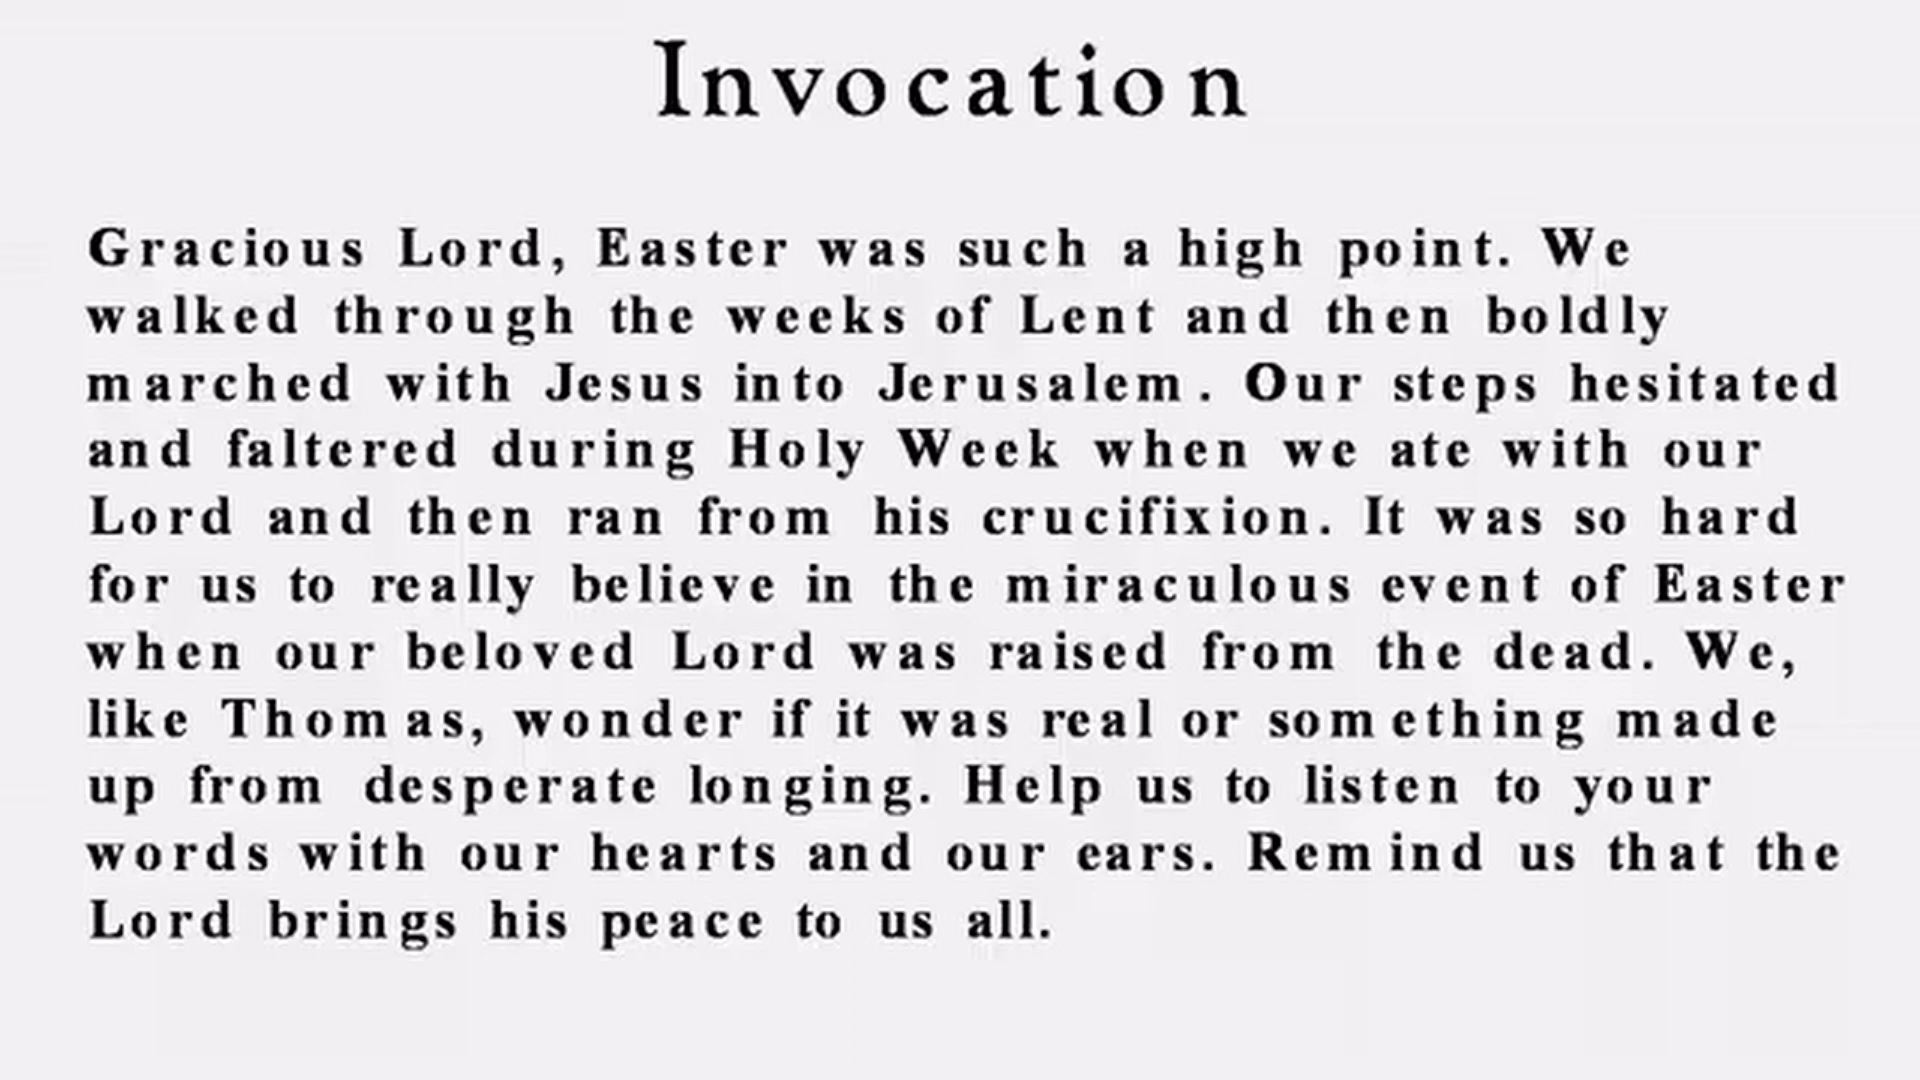 Invocation
Gracious Lord, Easter was such a high point. We
walked through the weeks of Lent and then boldly
marched with Jesus into Jerusalem. Our steps hesitated
and faltered during Holy Week when we ate with our
Lord and then ran from his crucifixion. It was so hard
for us to really believe in the miraculous event of Easter
when our beloved Lord was raised from the dead. We,
like Thomas, wonder if it was real or something made
up from desperate longing. Help us to listen to your
words with our hearts and our ears. Remind us that the
Lord brings his peace to us all.